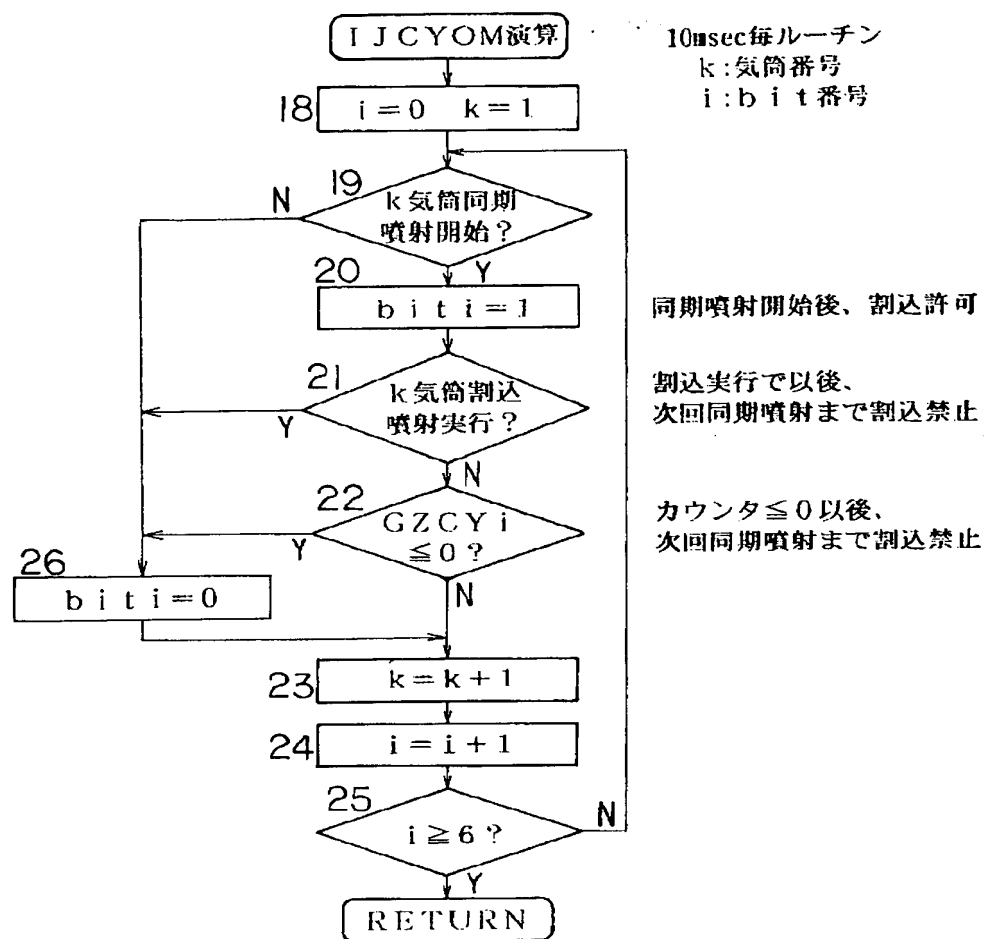 IJCYOM演算
10msec毎ルーチン
k:気筒番号
i:bit番号
18
i=0 k=1
19
N
k気筒同期
噴射開始?
Y
20
bit i=1
同期噴射開始後、割込許可
21
k気筒割込
噴射実行?
Y
N
割込実行で以後、
次回同期噴射まで割込禁止
22
GZCYi
≦0?
Y
N
カウンタ≦0以後、
次回同期噴射まで割込禁止
26
bit i=0
23
k=k+1
24
i=i+1
25
i≧6?
N
Y
RETURN